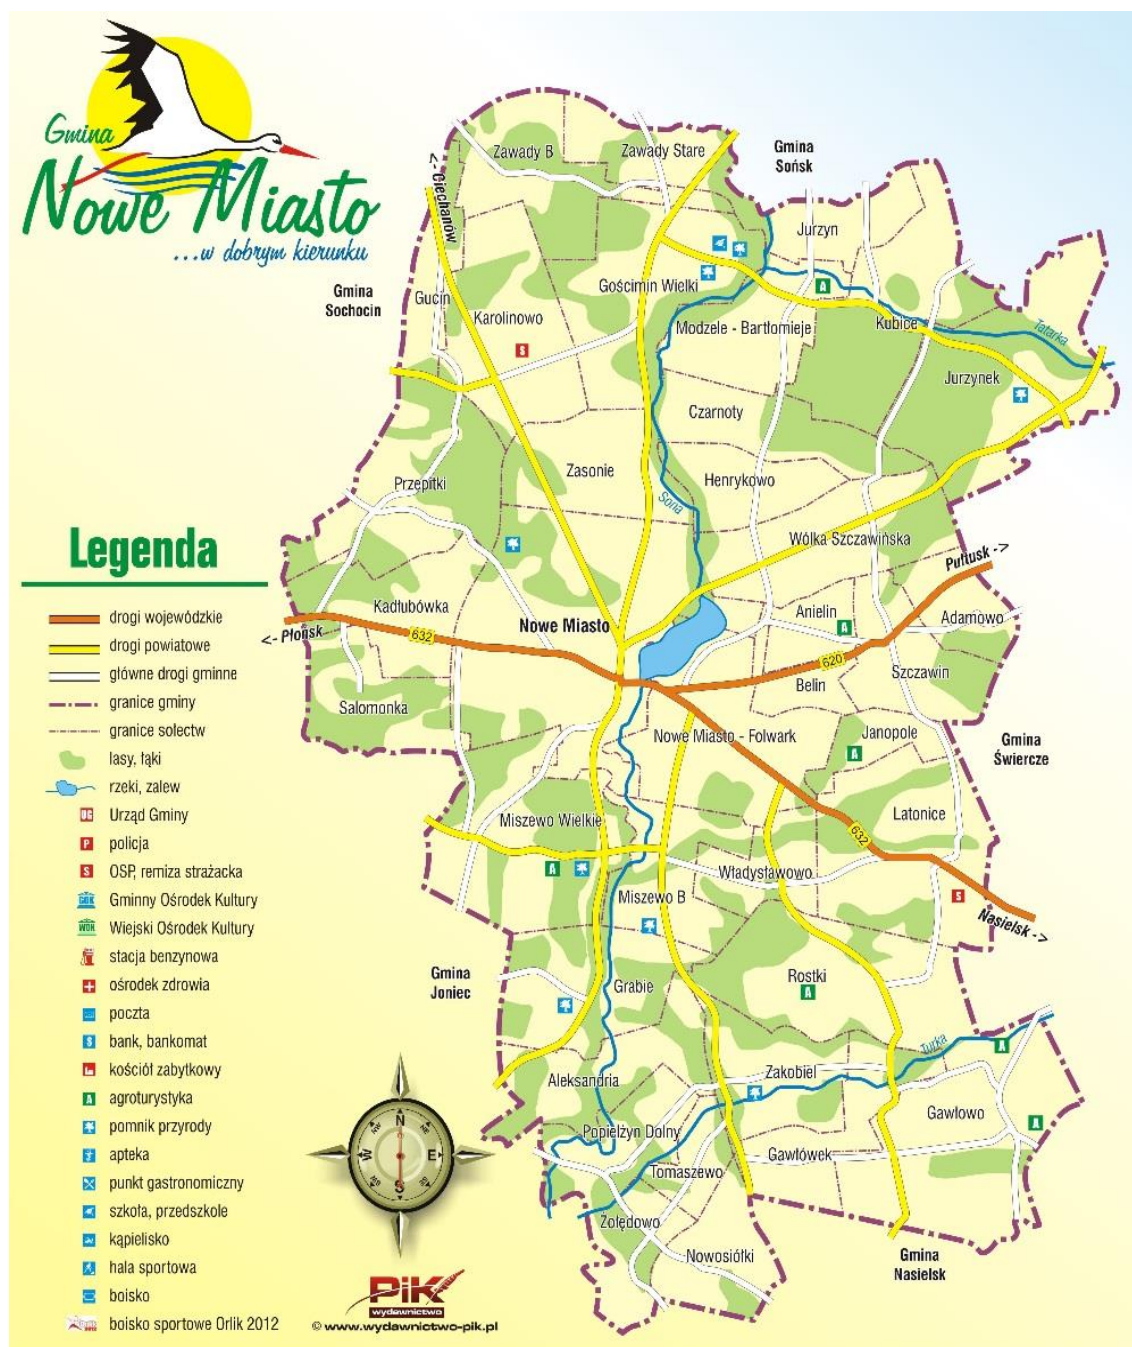 Gmina
Nowe Miasto
...w dobrym kierunku
Zawady B
Zawady Stare
Gmina
Sońsk
<- Ciechanów
Jurzyn
Gmina
Sochocin
Gucin
Gościmin Wielki
A
Karolinowo
Modzele - Bartłomieje
Kubice
Tatarka
S
Jurzynek
Czarnoty
Zasonie
Henrykowo
Przepitki
Sona
Wólka Szczawińska
Pułtusk ->
Kadłubówka
Nowe Miasto
Anielin
A
Adamowo
<- Płońsk
632
620
Belin
Szczawin
Salomonka
Nowe Miasto - Folwark
Janopole
A
Gmina
Świercze
Miszewo Wielkie
Latonice
632
A
Władysławowo
Miszewo B
S
Nasielsk ->
Gmina
Joniec
Grabie
Rostki
A
Turka
A
Aleksandria
Zakobiel
Gawłowo
A
Popielżyn Dolny
Gawłówek
Tomaszewo
Żołędowo
Nowosiółki
Gmina
Nasielsk
Legenda
drogi wojewódzkie
drogi powiatowe
główne drogi gminne
granice gminy
granice sołectw
lasy, łąki
rzeki, zalew
UG Urząd Gminy
P policja
S OSP, remiza strażacka
GOK Gminny Ośrodek Kultury
WOK Wiejski Ośrodek Kultury
stacja benzynowa
ośrodek zdrowia
poczta
$ bank, bankomat
kościół zabytkowy
A agroturystyka
pomnik przyrody
apteka
punkt gastronomiczny
szkoła, przedszkole
kąpielisko
hala sportowa
boisko
boisko sportowe Orlik 2012
N
NE
E
S
W
NW
PiK
wydawnictwo
© www.wydawnictwo-pik.pl